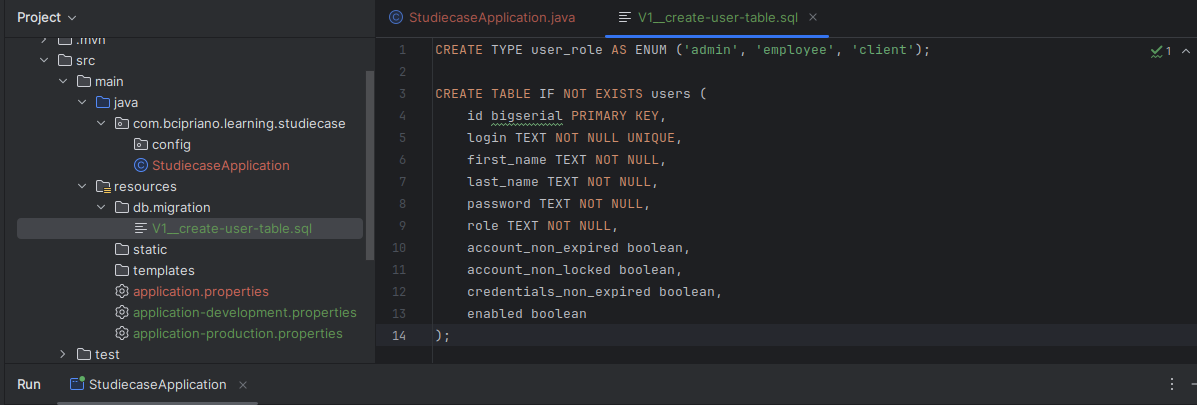 Project
StudiecaseApplication.java
V1__create-user-table.sql
.mvn
src
main
java
com.bcipriano.learning.studiecase
config
StudiecaseApplication
resources
db.migration
V1__create-user-table.sql
static
templates
application.properties
application-development.properties
application-production.properties
test
1 CREATE TYPE user_role AS ENUM ('admin', 'employee', 'client');
1
2
3 CREATE TABLE IF NOT EXISTS users (
4 id bigserial PRIMARY KEY,
5 login TEXT NOT NULL UNIQUE,
6 first_name TEXT NOT NULL,
7 last_name TEXT NOT NULL,
8 password TEXT NOT NULL,
9 role TEXT NOT NULL,
10 account_non_expired boolean,
11 account_non_locked boolean,
12 credentials_non_expired boolean,
13 enabled boolean
14 );
Run
StudiecaseApplication